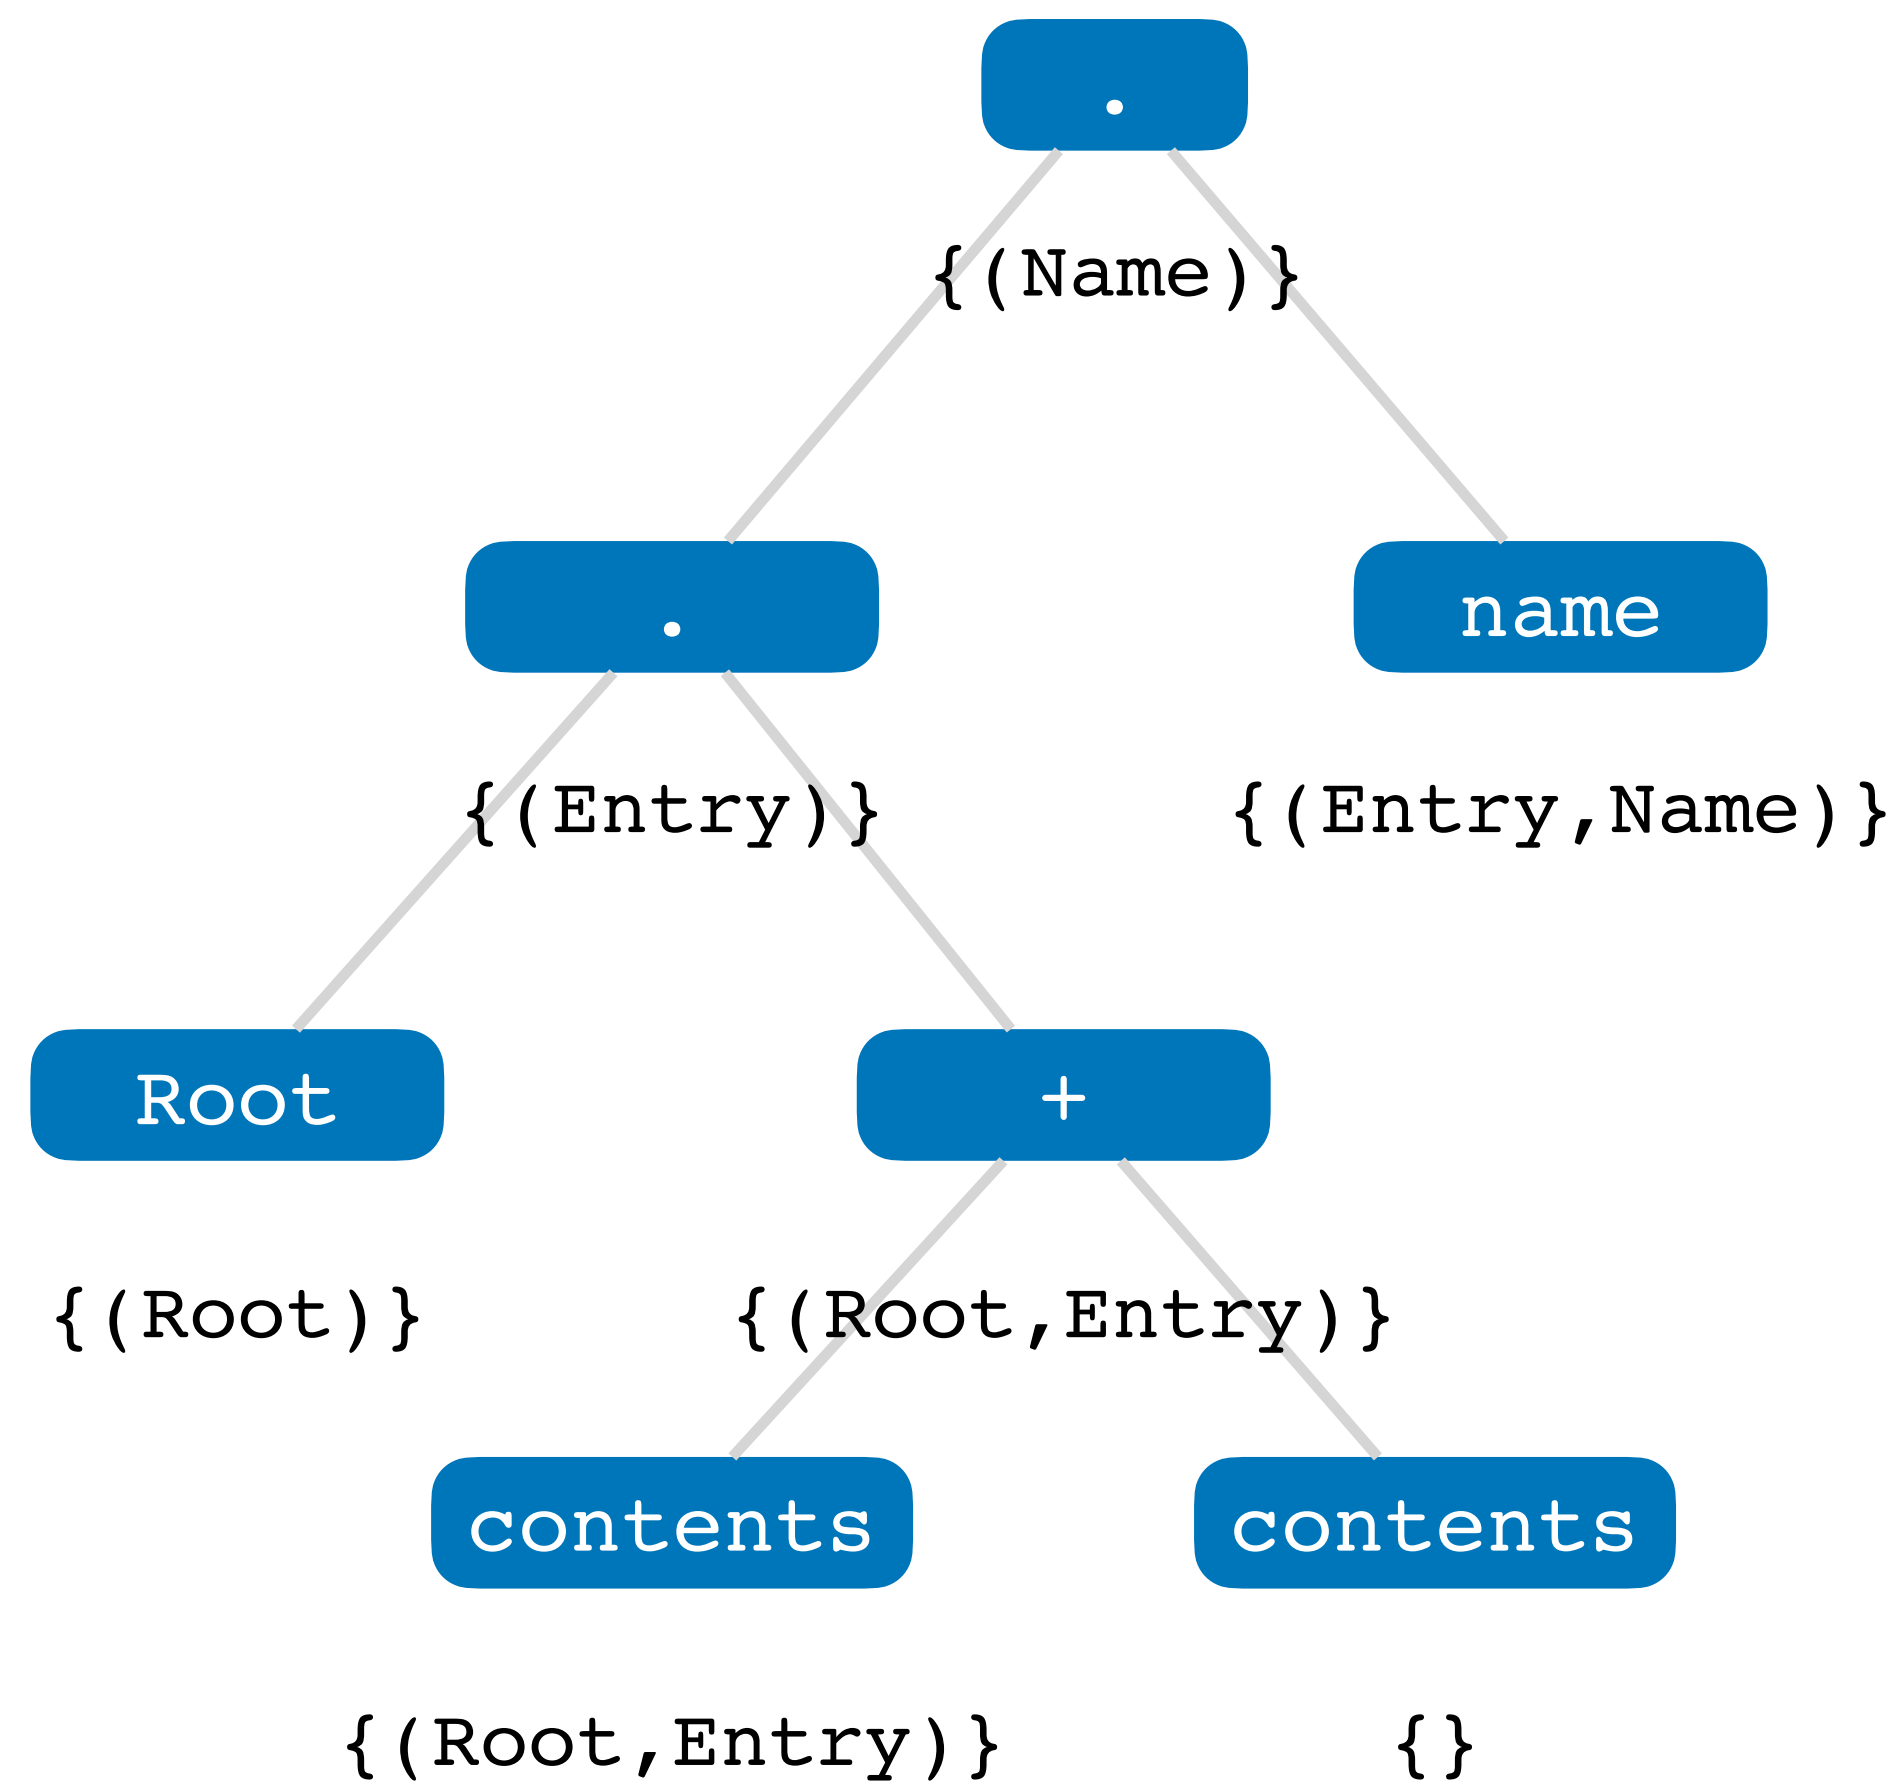 .
{(Name)}
.
name
{(Entry)}
{(Entry,Name)}
Root
+
{(Root)}
{(Root,Entry)}
contents
contents
{(Root,Entry)}
{}